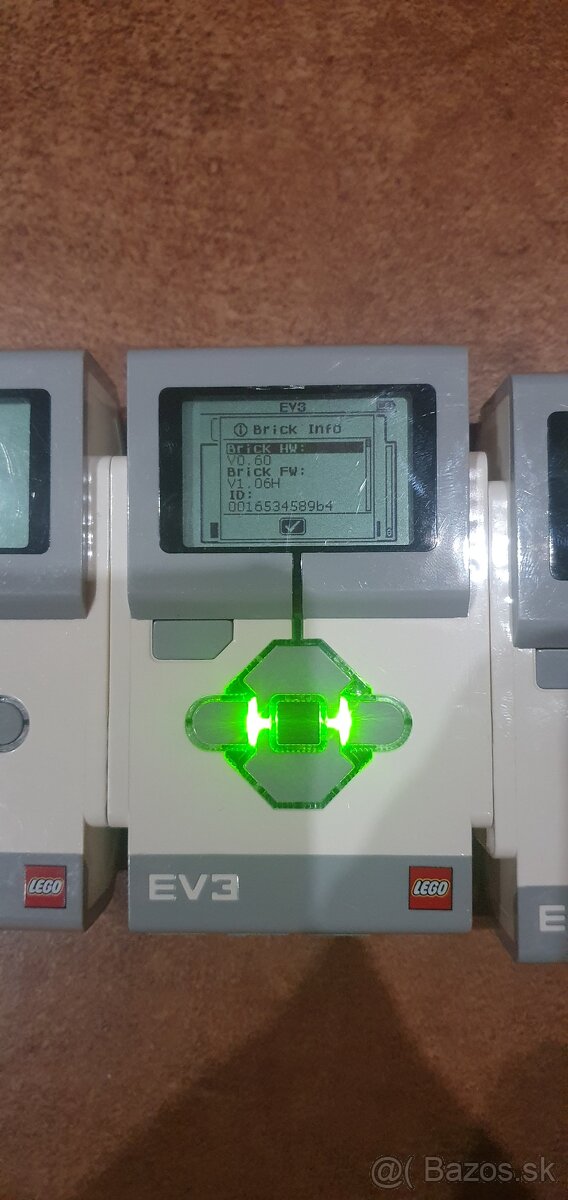 EV3
Brick Info
Brick HW:
V0.60
Brick FW:
V1.06H
ID:
0016534589b4
LEGO
EV3
LEGO
E
@( Bazos.sk